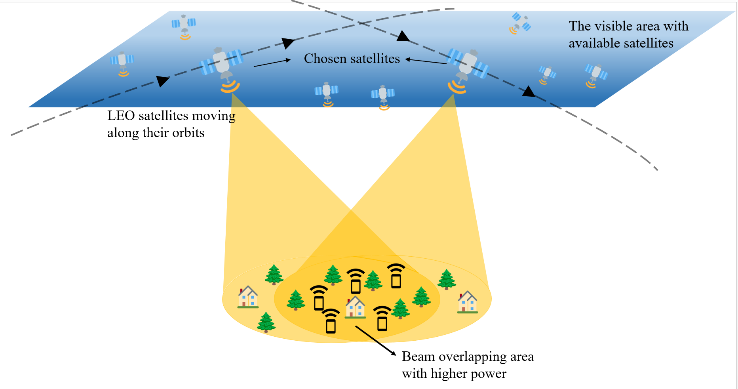 The visible area with
available satellites
Chosen satellites
LEO satellites moving
along their orbits
Beam overlapping area
with higher power